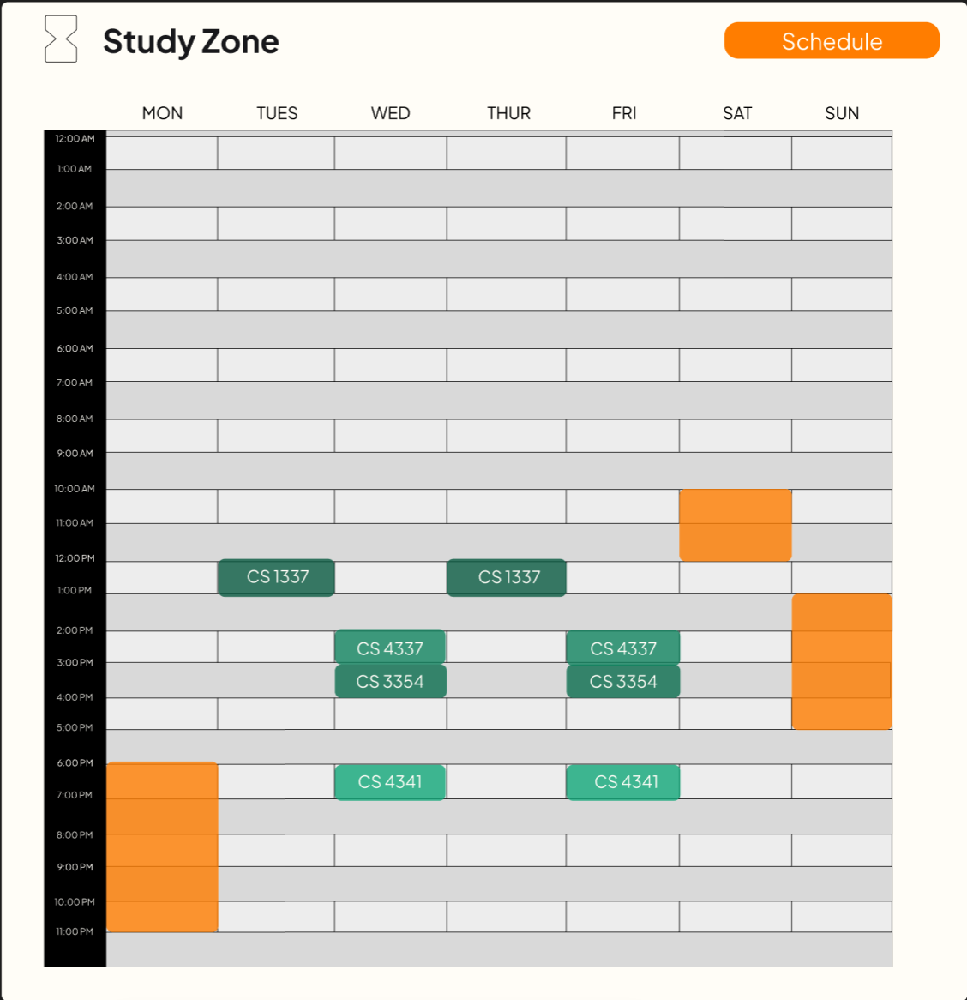 Study Zone
Schedule
MON TUES WED THUR FRI SAT SUN
12:00 AM
1:00 AM
2:00 AM
3:00 AM
4:00 AM
5:00 AM
6:00 AM
7:00 AM
8:00 AM
9:00 AM
10:00 AM
11:00 AM
12:00 PM
CS 1337 CS 1337
1:00 PM
2:00 PM
CS 4337 CS 4337
3:00 PM
CS 3354 CS 3354
4:00 PM
5:00 PM
6:00 PM
CS 4341 CS 4341
7:00 PM
8:00 PM
9:00 PM
10:00 PM
11:00 PM